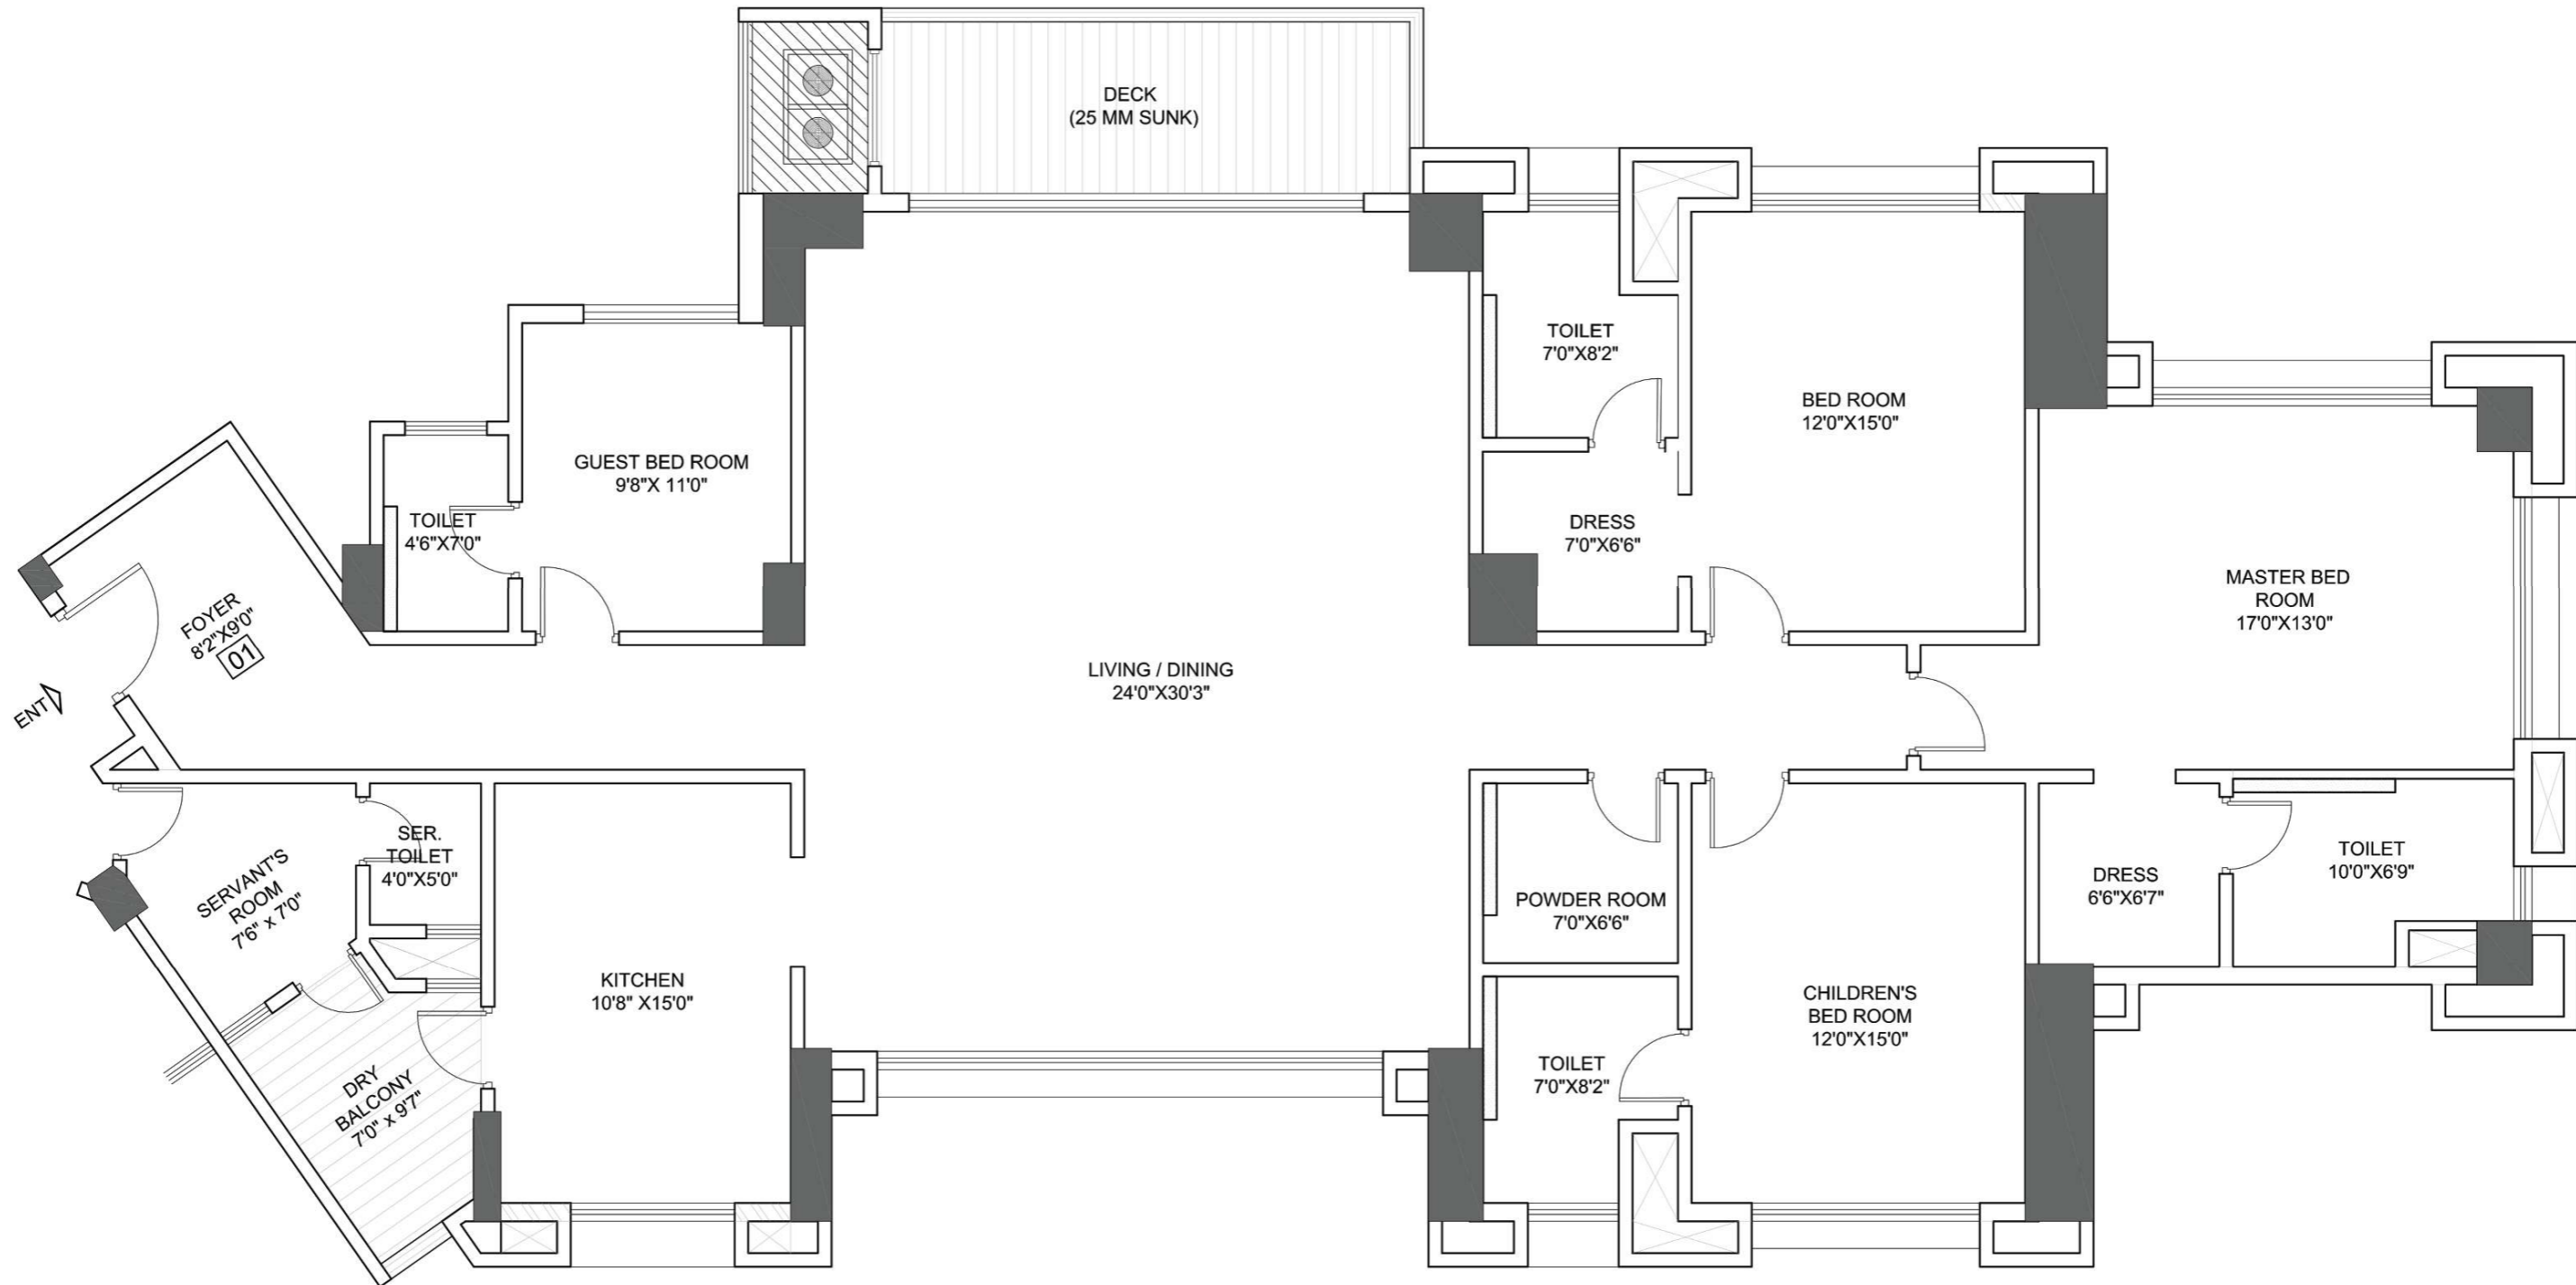 DECK
(25 MM SUNK)
TOILET
7'0"X8'2"
BED ROOM
12'0"X15'0"
GUEST BED ROOM
9'8"X 11'0"
TOILET
4'6"X7'0"
DRESS
7'0"X6'6"
MASTER BED
ROOM
17'0"X13'0"
FOYER
8'2"X9'0"
01
ENT
LIVING / DINING
24'0"X30'3"
SER.
TOILET
4'0"X5'0"
SERVANT'S
ROOM
7'6" x 7'0"
POWDER ROOM
7'0"X6'6"
DRESS
6'6"X6'7"
TOILET
10'0"X6'9"
KITCHEN
10'8" X15'0"
CHILDREN'S
BED ROOM
12'0"X15'0"
DRY
BALCONY
7'0" x 9'7"
TOILET
7'0"X8'2"